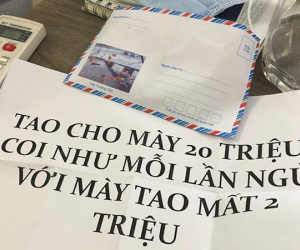 TAO CHO MÀY 20 TRIỆU
COI NHƯ MỖI LẦN NGỦ
VỚI MÀY TAO MẤT 2
TRIỆU